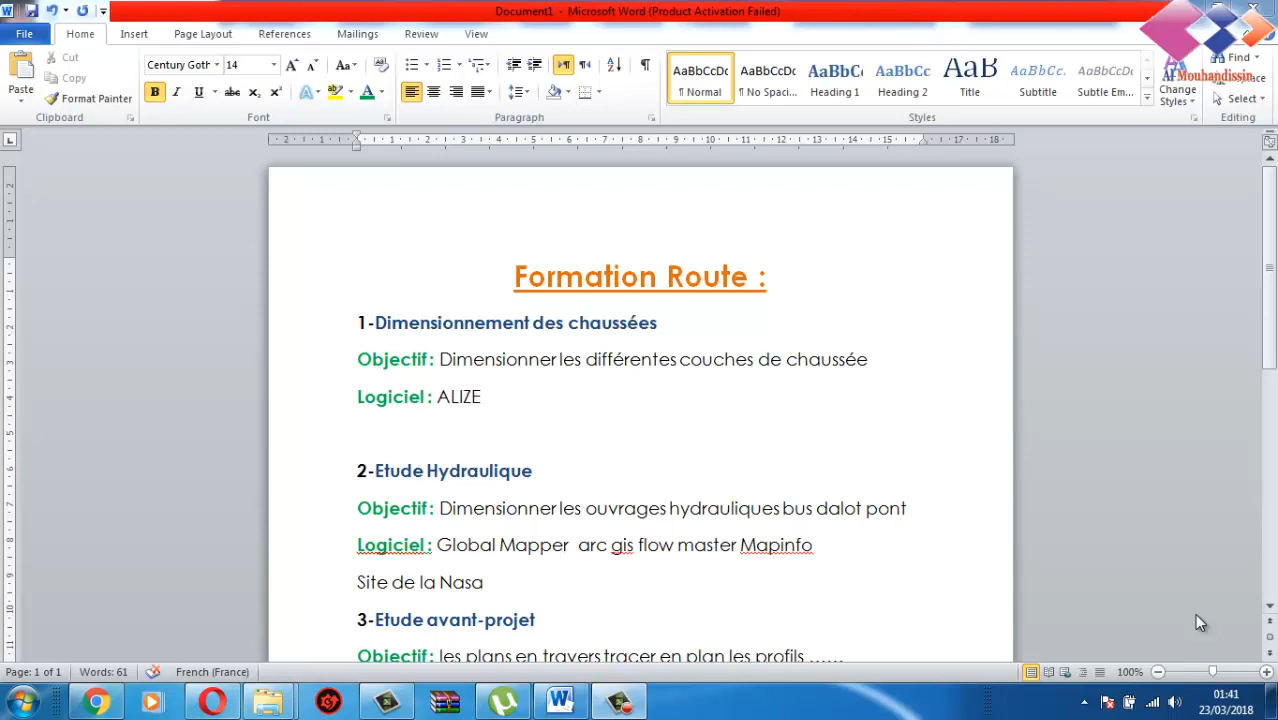 Document1 - Microsoft Word (Product Activation Failed)
File Home Insert Page Layout References Mailings Review View
Paste
Cut
Copy
Format Painter
Clipboard
Century Goth 14
Font
Paragraph
AaBbCcDc AaBbCcDc AaBbC AaBbCc AaB AaBbCc. AaBbCcDc
¶ Normal ¶ No Spaci... Heading 1 Heading 2 Title Subtitle Subtle Em...
Change Styles
Styles
Find
Select
Editing
Al Mouhandissin
Formation Route :
1-Dimensionnement des chaussées
Objectif : Dimensionner les différentes couches de chaussée
Logiciel : ALIZE
2-Etude Hydraulique
Objectif : Dimensionner les ouvrages hydrauliques bus dalot pont
Logiciel : Global Mapper arc gis flow master Mapinfo
Site de la Nasa
3-Etude avant-projet
Objectif : les plans en travers tracer en plan les profils ......
Page: 1 of 1 Words: 61 French (France) 100%
01:41
23/03/2018